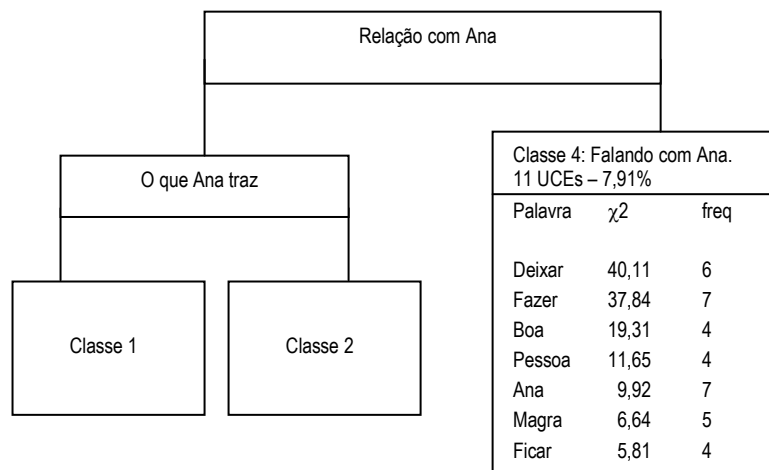 Relação com Ana
O que Ana traz
Classe 1
Classe 2
Classe 4: Falando com Ana.
11 UCEs – 7,91%
Palavra χ2 freq
Deixar 40,11 6
Fazer 37,84 7
Boa 19,31 4
Pessoa 11,65 4
Ana 9,92 7
Magra 6,64 5
Ficar 5,81 4